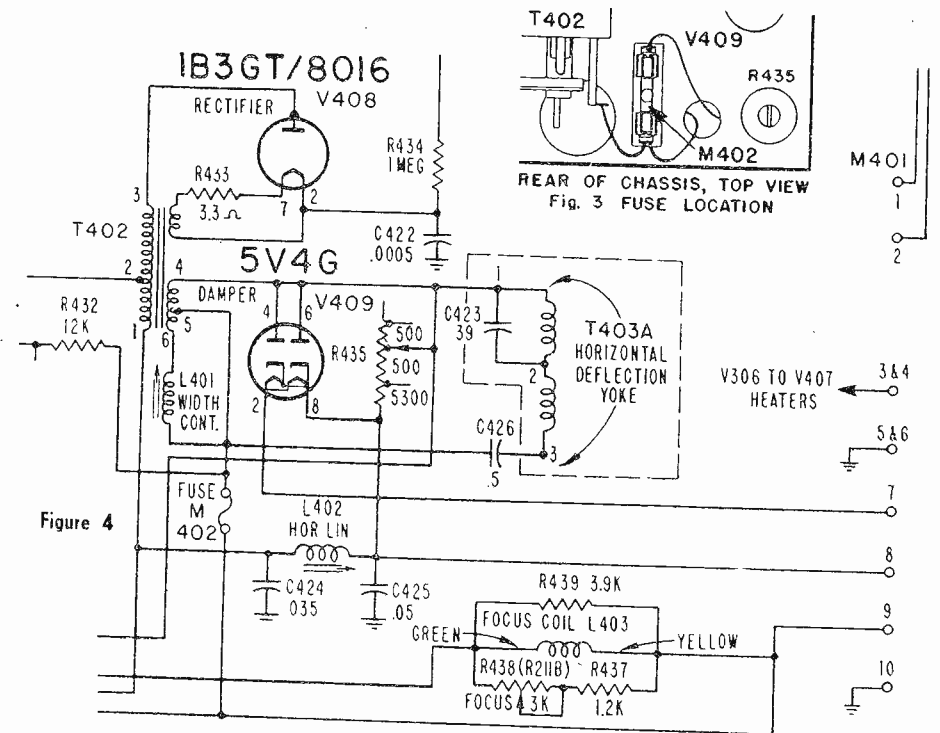 1B3GT/8016
RECTIFIER
V408
R433
3.3 Ω
7
2
3
T402
2
1
4
6
5
R434
1 MEG
C422
.0005
5V4G
DAMPER
V409
4
6
2
8
R435
500
500
5300
R432
12K
L401
WIDTH
CONT.
FUSE
M
402
Figure 4
L402
HOR LIN
C424
.035
C425
.05
C423
39
2
3
C426
.5
T403A
HORIZONTAL
DEFLECTION
YOKE
R439 3.9K
FOCUS COIL L403
GREEN
YELLOW
R438(R211B)
R437
FOCUS
3K
1.2K
T402
V409
R435
M402
REAR OF CHASSIS, TOP VIEW
Fig. 3 FUSE LOCATION
M401
1
2
V306 TO V407
HEATERS
3&4
5&6
7
8
9
10